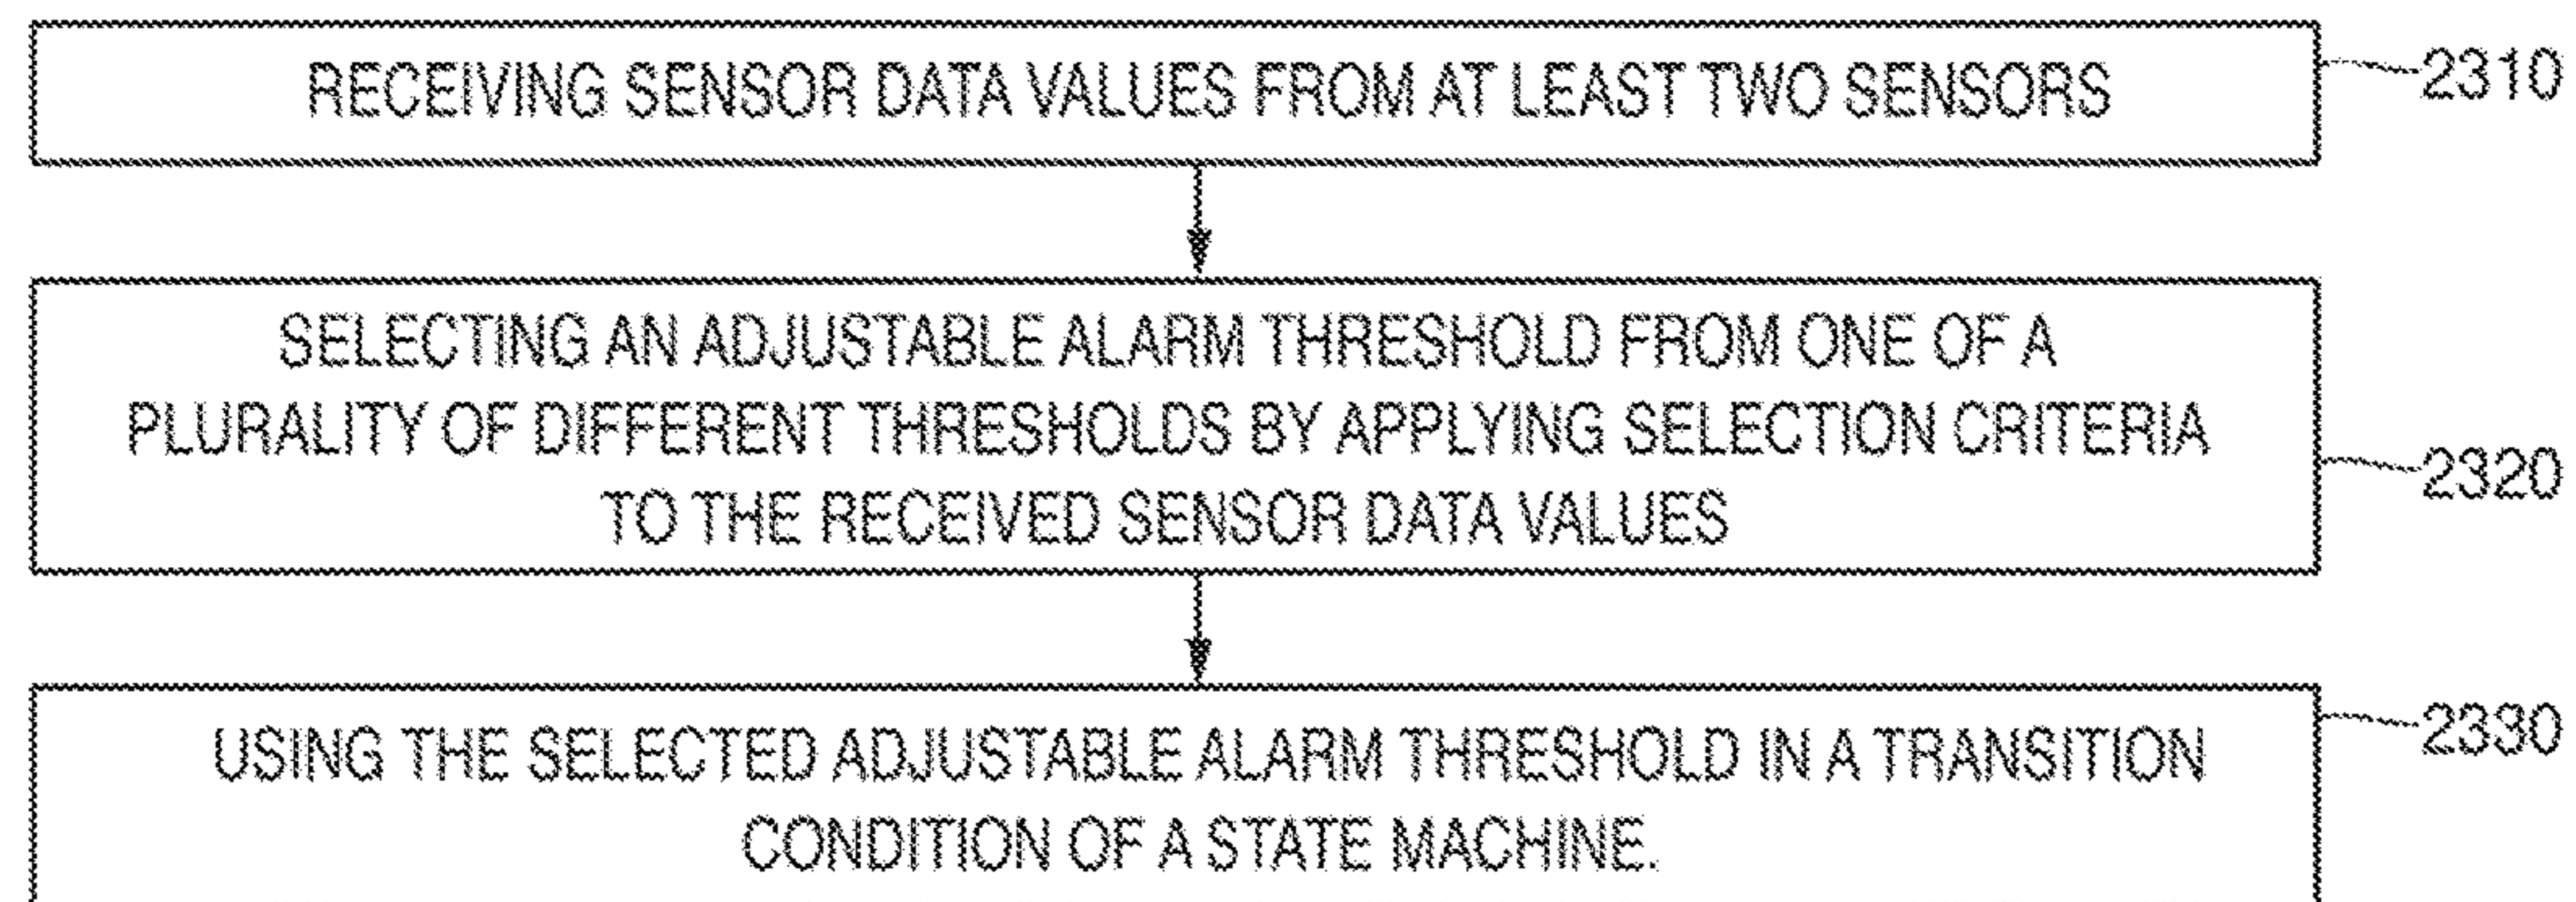 RECEIVING SENSOR DATA VALUES FROM AT LEAST TWO SENSORS
2310
SELECTING AN ADJUSTABLE ALARM THRESHOLD FROM ONE OF A
PLURALITY OF DIFFERENT THRESHOLDS BY APPLYING SELECTION CRITERIA
TO THE RECEIVED SENSOR DATA VALUES
2320
USING THE SELECTED ADJUSTABLE ALARM THRESHOLD IN A TRANSITION
CONDITION OF A STATE MACHINE.
2330